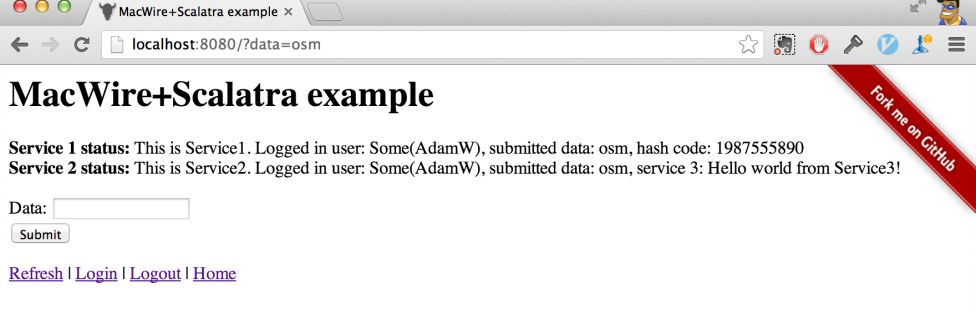 MacWire+Scalatra example
localhost:8080/?data=osm
MacWire+Scalatra example
Fork me on GitHub
Service 1 status: This is Service1. Logged in user: Some(AdamW), submitted data: osm, hash code: 1987555890
Service 2 status: This is Service2. Logged in user: Some(AdamW), submitted data: osm, service 3: Hello world from Service3!
Data:
Submit
Refresh | Login | Logout | Home